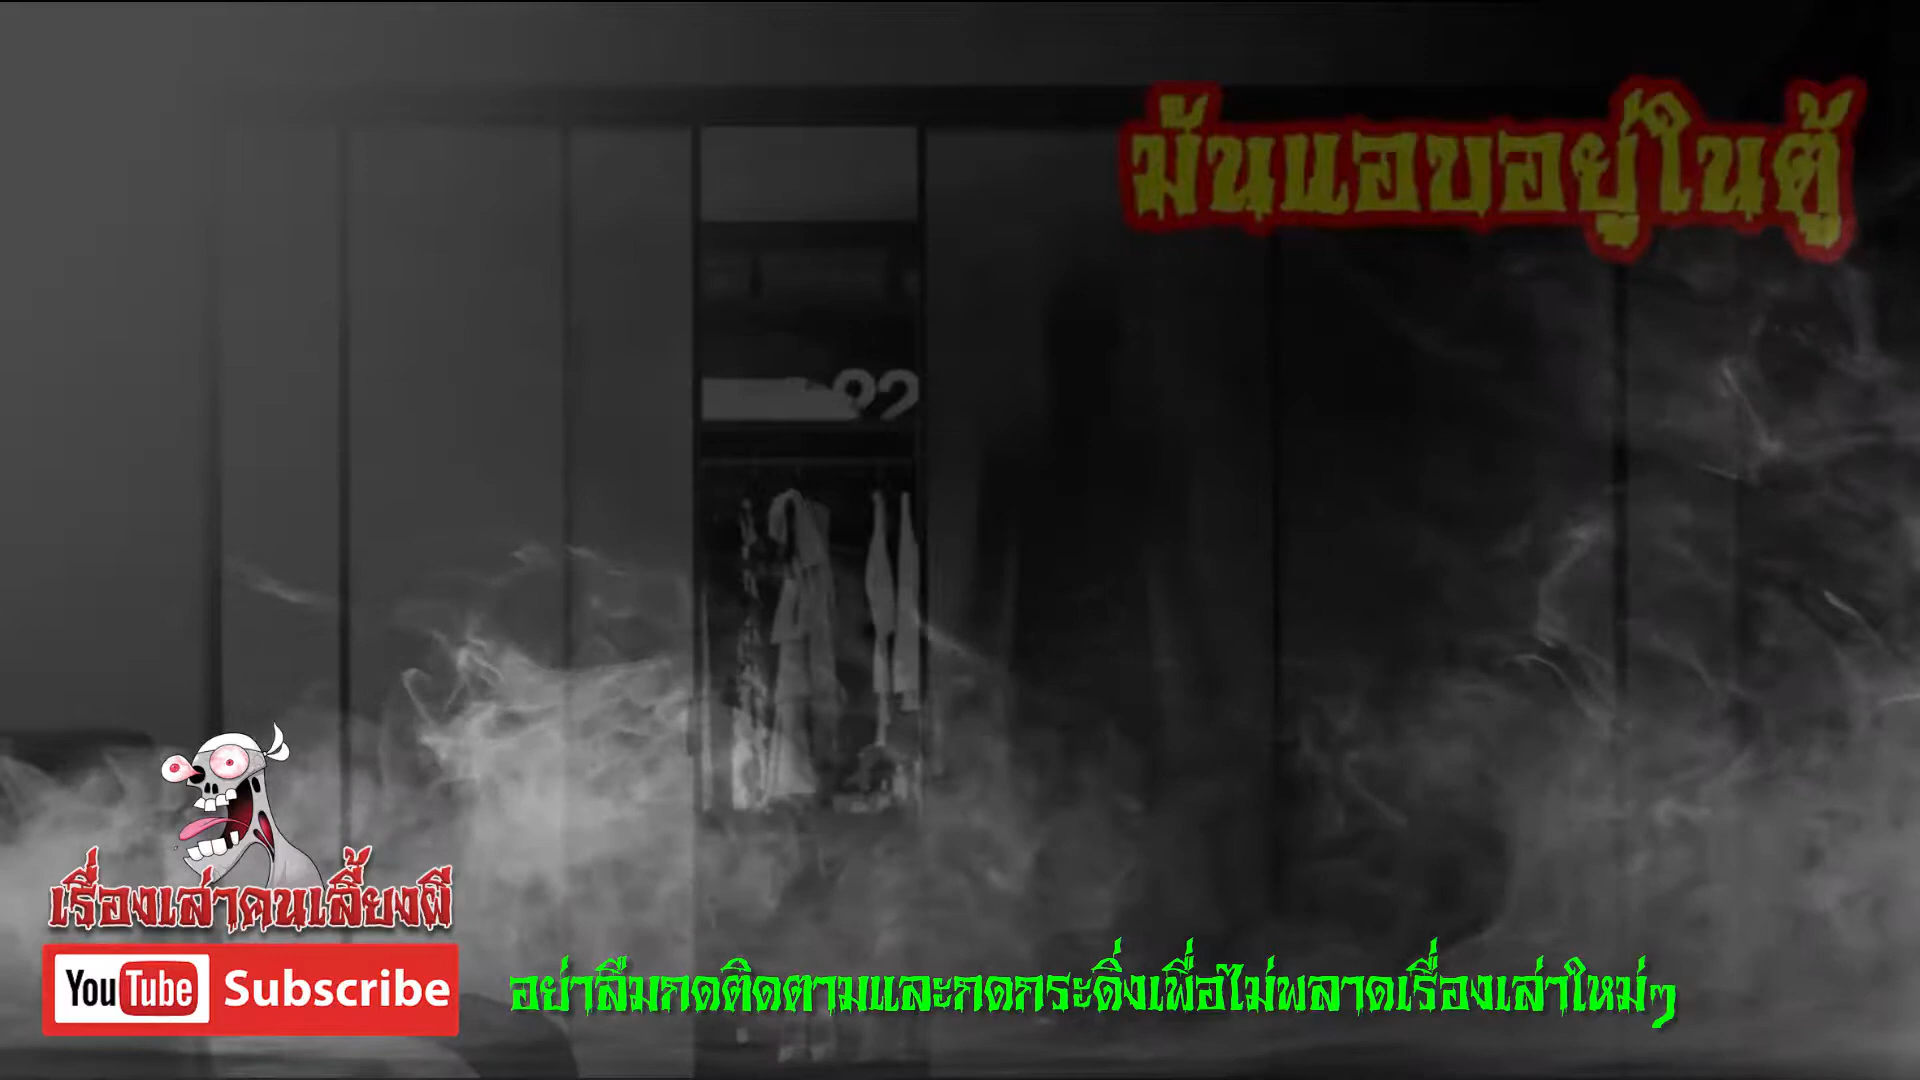 มันแอบอยู่ในตู้
92
เรื่องเล่าคนเลี้ยงผี
YouTube Subscribe
อย่าลืมกดติดตามและกดกระดิ่งเพื่อไม่พลาดเรื่องเล่าใหม่ๆ